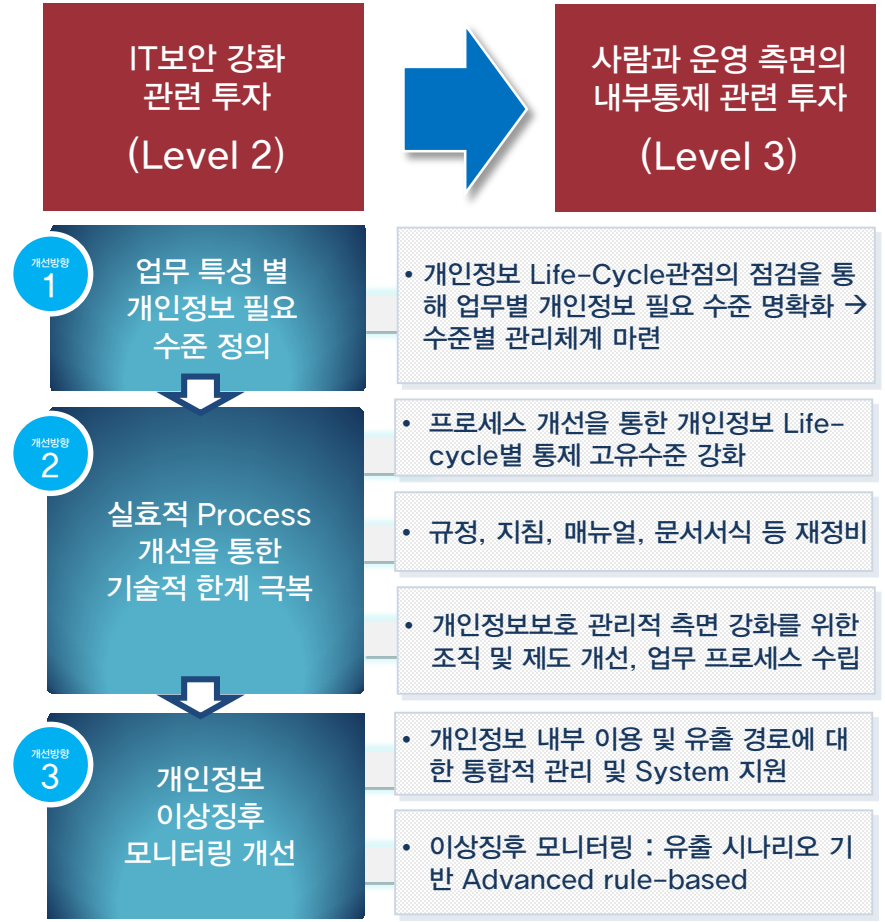 IT보안 강화
관련 투자
(Level 2)
사람과 운영 측면의
내부통제 관련 투자
(Level 3)
개선방향
1
업무 특성 별
개인정보 필요
수준 정의
• 개인정보 Life-Cycle관점의 점검을 통
해 업무별 개인정보 필요 수준 명확화 →
수준별 관리체계 마련
개선방향
2
실효적 Process
개선을 통한
기술적 한계 극복
• 프로세스 개선을 통한 개인정보 Life-
cycle별 통제 고유수준 강화
• 규정, 지침, 매뉴얼, 문서서식 등 재정비
• 개인정보보호 관리적 측면 강화를 위한
조직 및 제도 개선, 업무 프로세스 수립
개선방향
3
개인정보
이상징후
모니터링 개선
• 개인정보 내부 이용 및 유출 경로에 대
한 통합적 관리 및 System 지원
• 이상징후 모니터링 : 유출 시나리오 기
반 Advanced rule-based